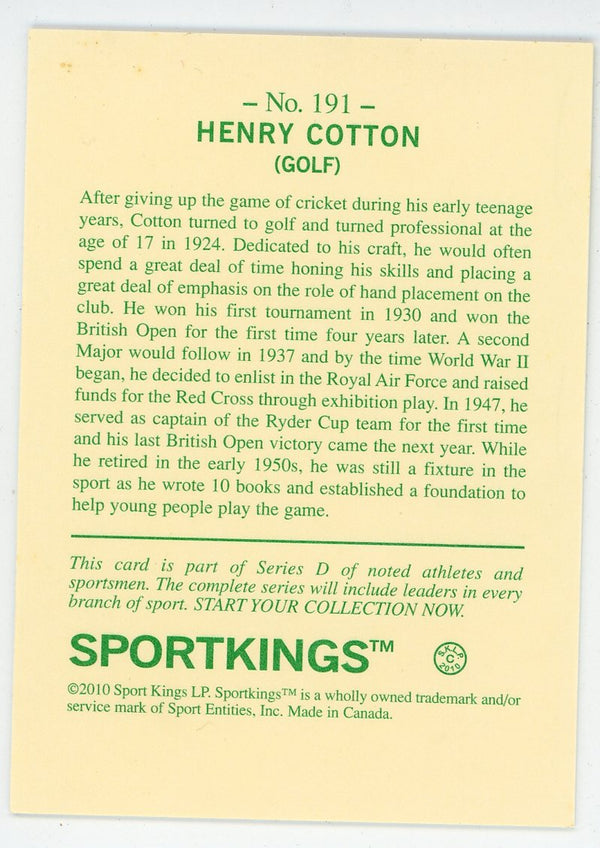 – No. 191 –
HENRY COTTON
(GOLF)
After giving up the game of cricket during his early teenage
years, Cotton turned to golf and turned professional at the
age of 17 in 1924. Dedicated to his craft, he would often
spend a great deal of time honing his skills and placing a
great deal of emphasis on the role of hand placement on the
club. He won his first tournament in 1930 and won the
British Open for the first time four years later. A second
Major would follow in 1937 and by the time World War II
began, he decided to enlist in the Royal Air Force and raised
funds for the Red Cross through exhibition play. In 1947, he
served as captain of the Ryder Cup team for the first time
and his last British Open victory came the next year. While
he retired in the early 1950s, he was still a fixture in the
sport as he wrote 10 books and established a foundation to
help young people play the game.
This card is part of Series D of noted athletes and
sportsmen. The complete series will include leaders in every
branch of sport. START YOUR COLLECTION NOW.
SPORTKINGS™
S.K.L.P.
C
2010
©2010 Sport Kings LP. Sportkings™ is a wholly owned trademark and/or
service mark of Sport Entities, Inc. Made in Canada.